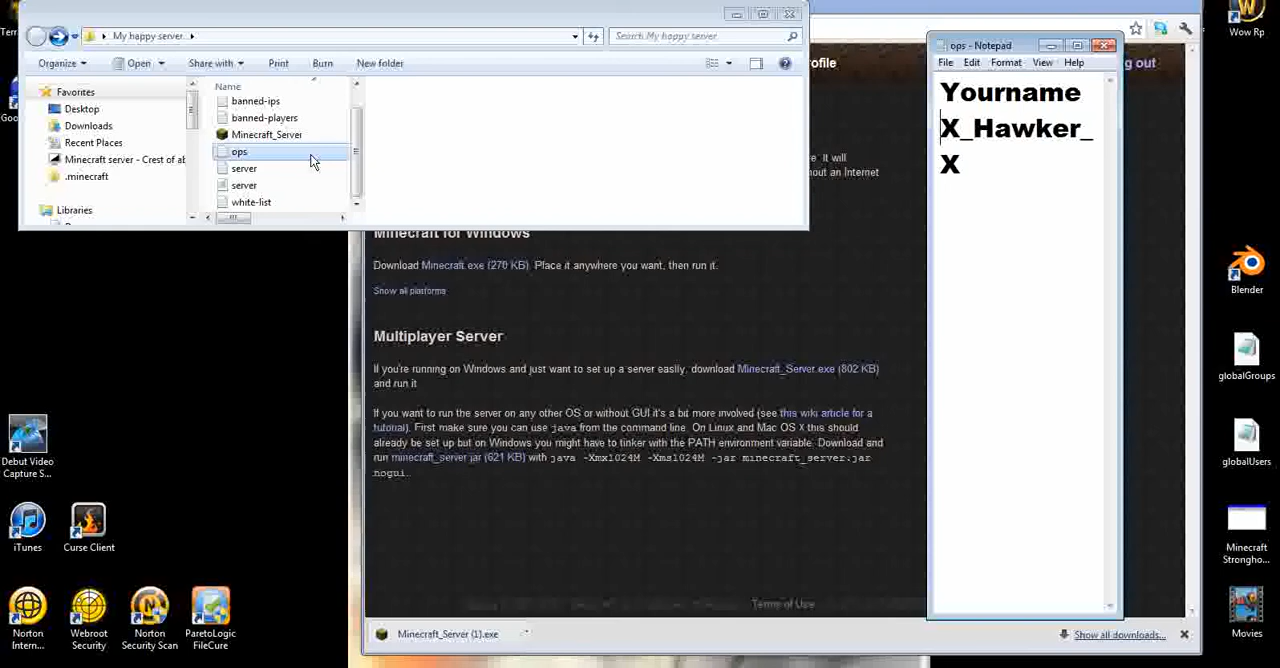 Terr
My happy server
Search My happy server
Organize
Open
Share with
Print
Burn
New folder
Favorites
Desktop
Downloads
Recent Places
Minecraft server - Crest of ab
.minecraft
Libraries
Name
banned-ips
banned-players
Minecraft_Server
ops
server
server
white-list
ops - Notepad
File Edit Format View Help
Yourname
X_Hawker_
X
ofile
g out
Wow Rp
Goo
. It will
out an Internet
Minecraft for Windows
Download Minecraft.exe (270 KB). Place it anywhere you want, then run it.
Show all platforms
Multiplayer Server
If you're running on Windows and just want to set up a server easily, download Minecraft_Server.exe (802 KB)
and run it
If you want to run the server on any other OS or without GUI it's a bit more involved (see this wiki article for a
tutorial). First make sure you can use java from the command line. On Linux and Mac OS X this should
already be set up but on Windows you might have to tinker with the PATH environment variable. Download and
run minecraft_server.jar (621 KB) with java -Xmx1024M -Xms1024M -jar minecraft_server.jar
nogui.
Terms of Use
Minecraft_Server (1).exe
Show all downloads...
Blender
globalGroups
globalUsers
Minecraft
Strongho...
Movies
Debut Video
Capture S...
iTunes
Curse Client
Norton
Intern...
Webroot
Security
Norton
Security Scan
ParetoLogic
FileCure